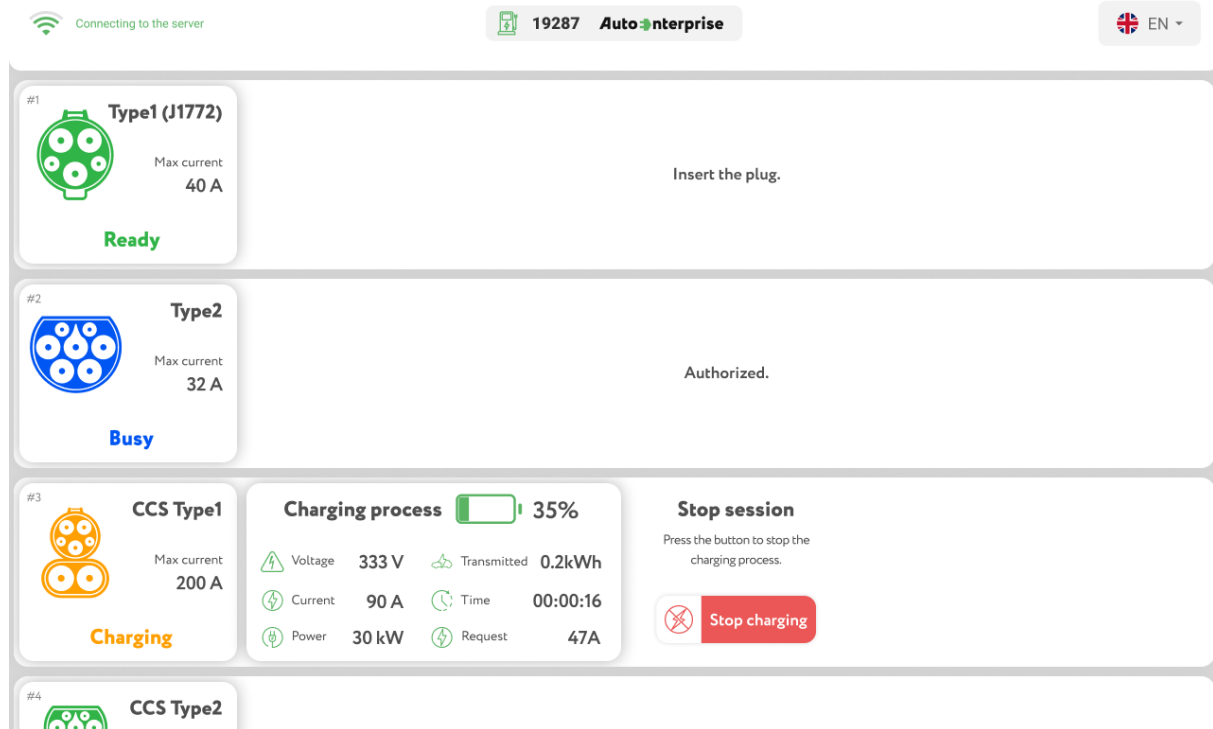 Connecting to the server
19287 AutoEnterprise
EN
#1
Type1 (J1772)
Max current
40 A
Ready
Insert the plug.
#2
Type2
Max current
32 A
Busy
Authorized.
#3
CCS Type1
Max current
200 A
Charging
Charging process 35%
Voltage 333 V Transmitted 0.2kWh
Current 90 A Time 00:00:16
Power 30 kW Request 47A
Stop session
Press the button to stop the
charging process.
Stop charging
#4
CCS Type2